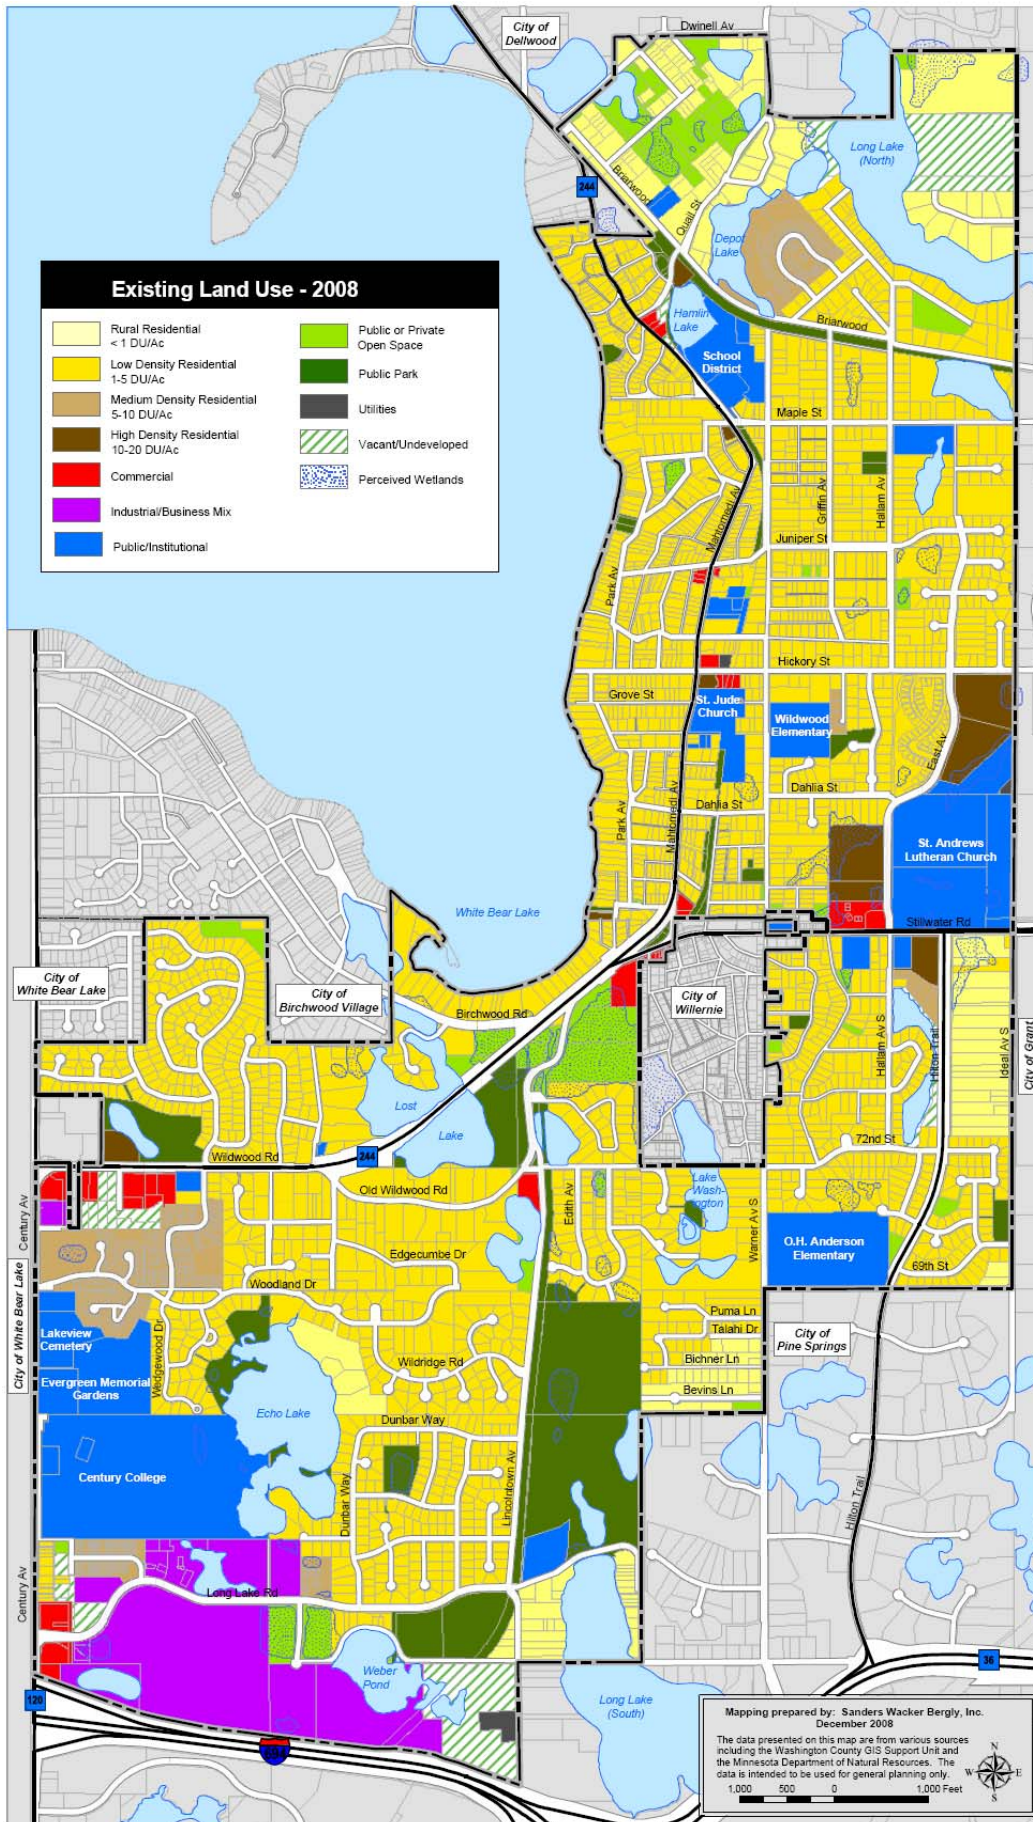 City of
Dellwood
Dwinell Av
Long Lake
(North)
244
Briarwood
Quail St
Depot
Lake
Existing Land Use - 2008
Rural Residential
< 1 DU/Ac
Low Density Residential
1-5 DU/Ac
Medium Density Residential
5-10 DU/Ac
High Density Residential
10-20 DU/Ac
Commercial
Industrial/Business Mix
Public/Institutional
Public or Private
Open Space
Public Park
Utilities
Vacant/Undeveloped
Perceived Wetlands
Hamlin
Lake
Briarwood
School
District
Maple St
Mahtomedi Av
Griffin Av
Hallam Av
Juniper St
Park Av
Hickory St
Grove St
St. Jude
Church
Wildwood
Elementary
East Av
Park Av
Mahtomedi Av
Dahlia St
Dahlia St
St. Andrews
Lutheran Church
White Bear Lake
Stillwater Rd
City of
White Bear Lake
City of
Birchwood Village
City of
Willernie
Birchwood Rd
Hallam Av S
Hilton Trail
Ideal Av S
City of Grant
Lost
Lake
72nd St
Wildwood Rd
244
Old Wildwood Rd
Century Av
Edith Av
Lake
Wash-
ington
Warner Av S
O.H. Anderson
Elementary
Edgecumbe Dr
69th St
Woodland Dr
City of White Bear Lake
Lakeview
Cemetery
Wedgewood Dr
Puma Ln
Talahi Dr
City of
Pine Springs
Wildridge Rd
Bichner Ln
Evergreen Memorial
Gardens
Bevins Ln
Echo Lake
Dunbar Way
Century College
Dunbar Way
Lincolntown Av
Hilton Trail
Century Av
Long Lake Rd
Weber
Pond
36
120
Long Lake
(South)
694
Mapping prepared by: Sanders Wacker Bergly, Inc.
December 2008
The data presented on this map are from various sources
including the Washington County GIS Support Unit and
the Minnesota Department of Natural Resources. The
data is intended to be used for general planning only.
N
W E
S
1,000 500 0 1,000 Feet